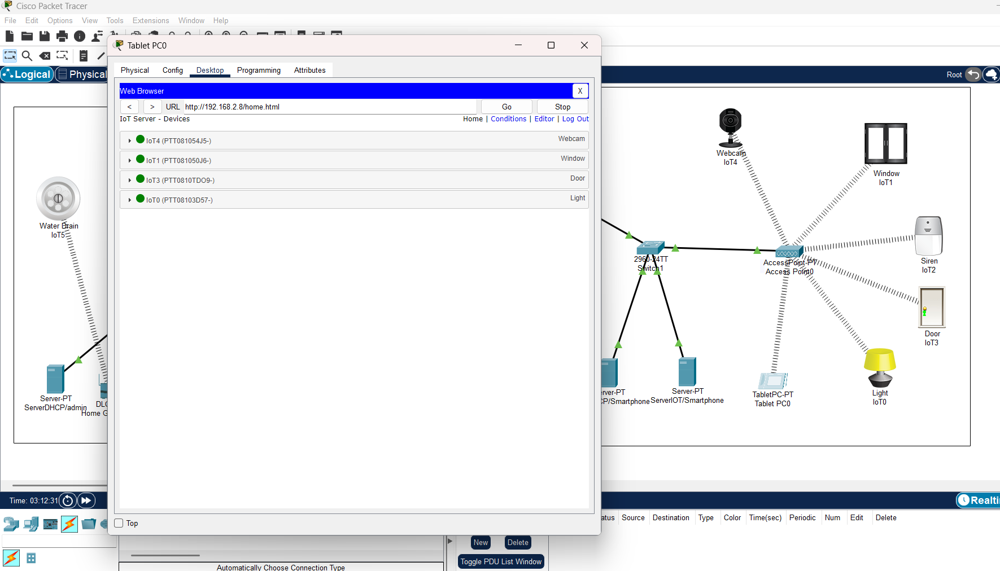 Cisco Packet Tracer
File Edit Options View Tools Extensions Window Help
Tablet PC0
Physical Config Desktop Programming Attributes
Logical Physical
Root
Web Browser X
< > URL http://192.168.2.8/home.html Go Stop
IoT Server - Devices Home | Conditions | Editor | Log Out
IoT4 (PTT081054J5-) Webcam
IoT1 (PTT081050J6-) Window
IoT3 (PTT0810TDO9-) Door
IoT0 (PTT08103D57-) Light
Top
Water Drain
IoT5
Server-PT
ServerDHCP/admin
DLC
Home G
Webcam
IoT4
Window
IoT1
Siren
IoT2
Door
IoT3
Light
IoT0
2960-24TT
Switch1
AccessPoint-PT
Access Point0
TabletPC-PT
Tablet PC0
erver-PT
CP/Smartphone
Server-PT
ServerIOT/Smartphone
Time: 03:12:31
Realti
atus Source Destination Type Color Time(sec) Periodic Num Edit Delete
New Delete
Toggle PDU List Window
Automatically Choose Connection Type